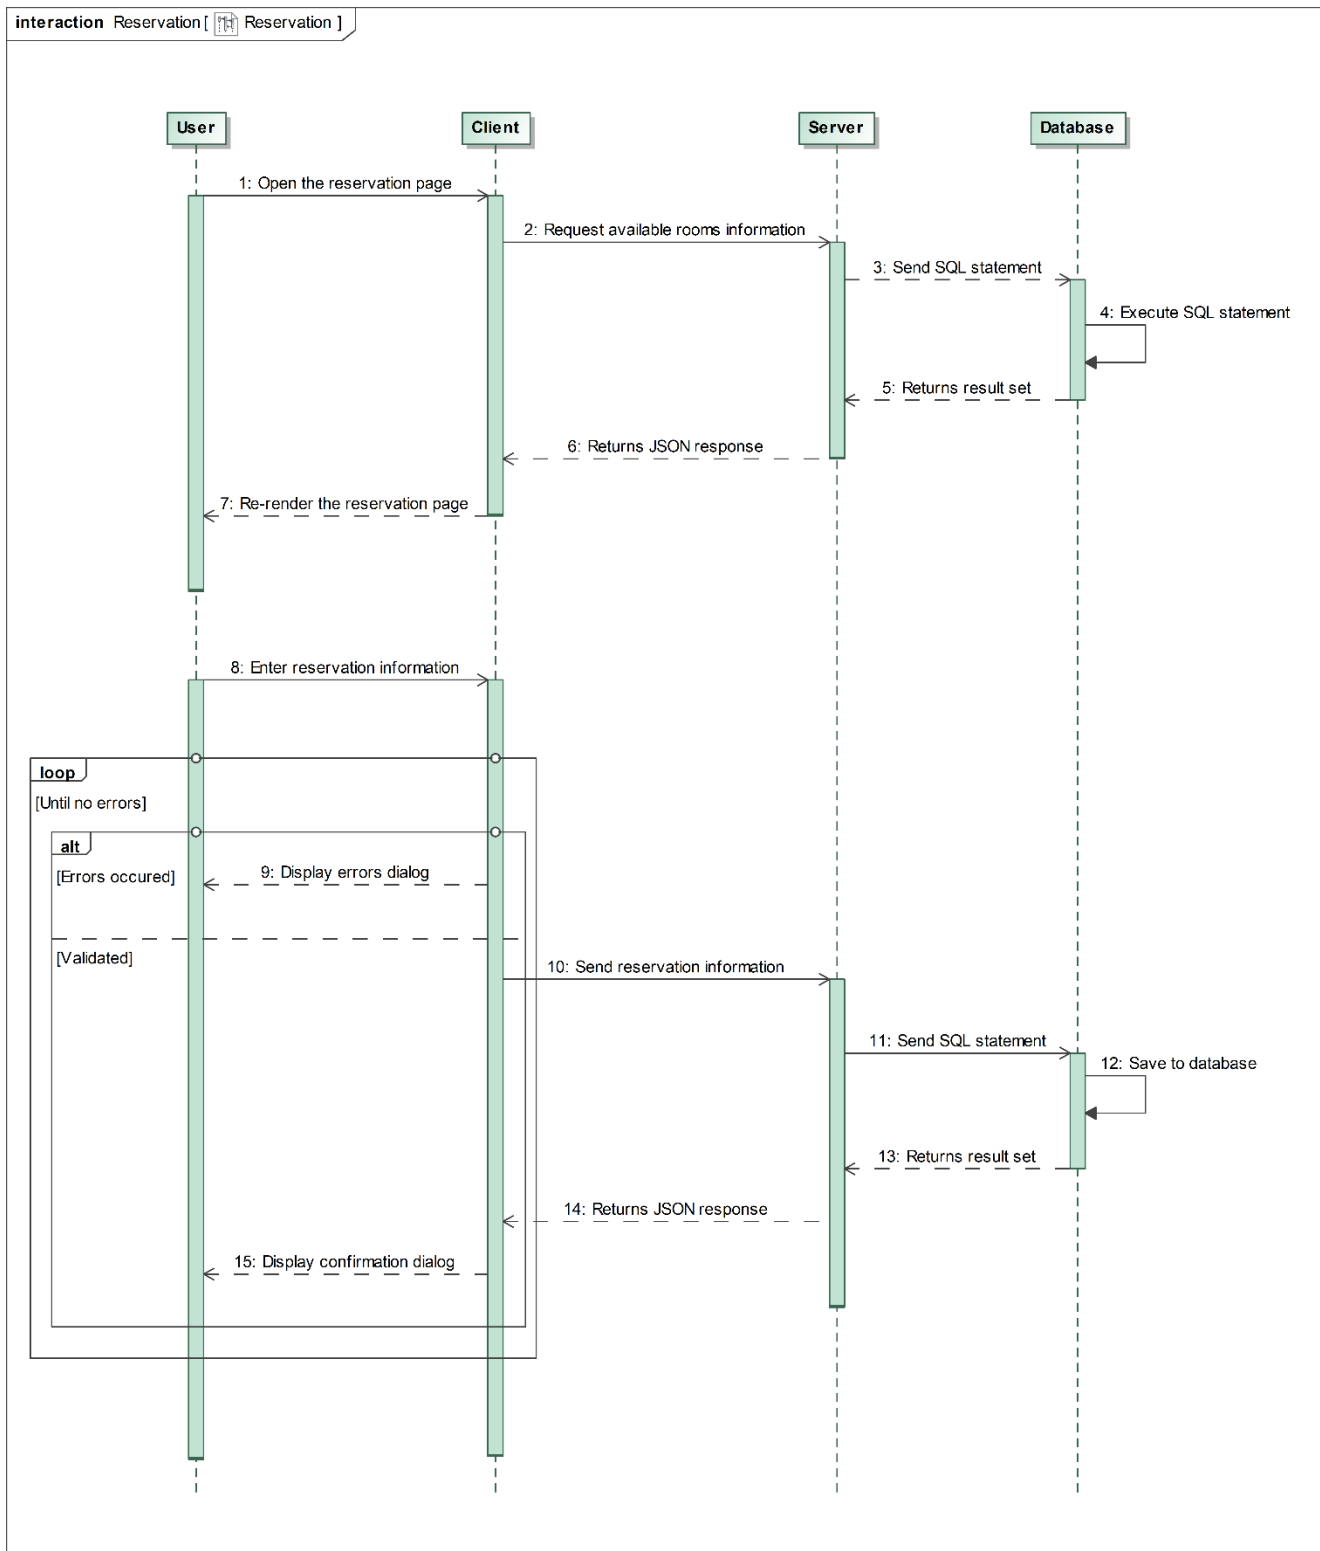 interaction Reservation [ Reservation ]
User
Client
Server
Database
1: Open the reservation page
2: Request available rooms information
3: Send SQL statement
4: Execute SQL statement
5: Returns result set
6: Returns JSON response
7: Re-render the reservation page
8: Enter reservation information
loop
[Until no errors]
alt
[Errors occured]
9: Display errors dialog
[Validated]
10: Send reservation information
11: Send SQL statement
12: Save to database
13: Returns result set
14: Returns JSON response
15: Display confirmation dialog